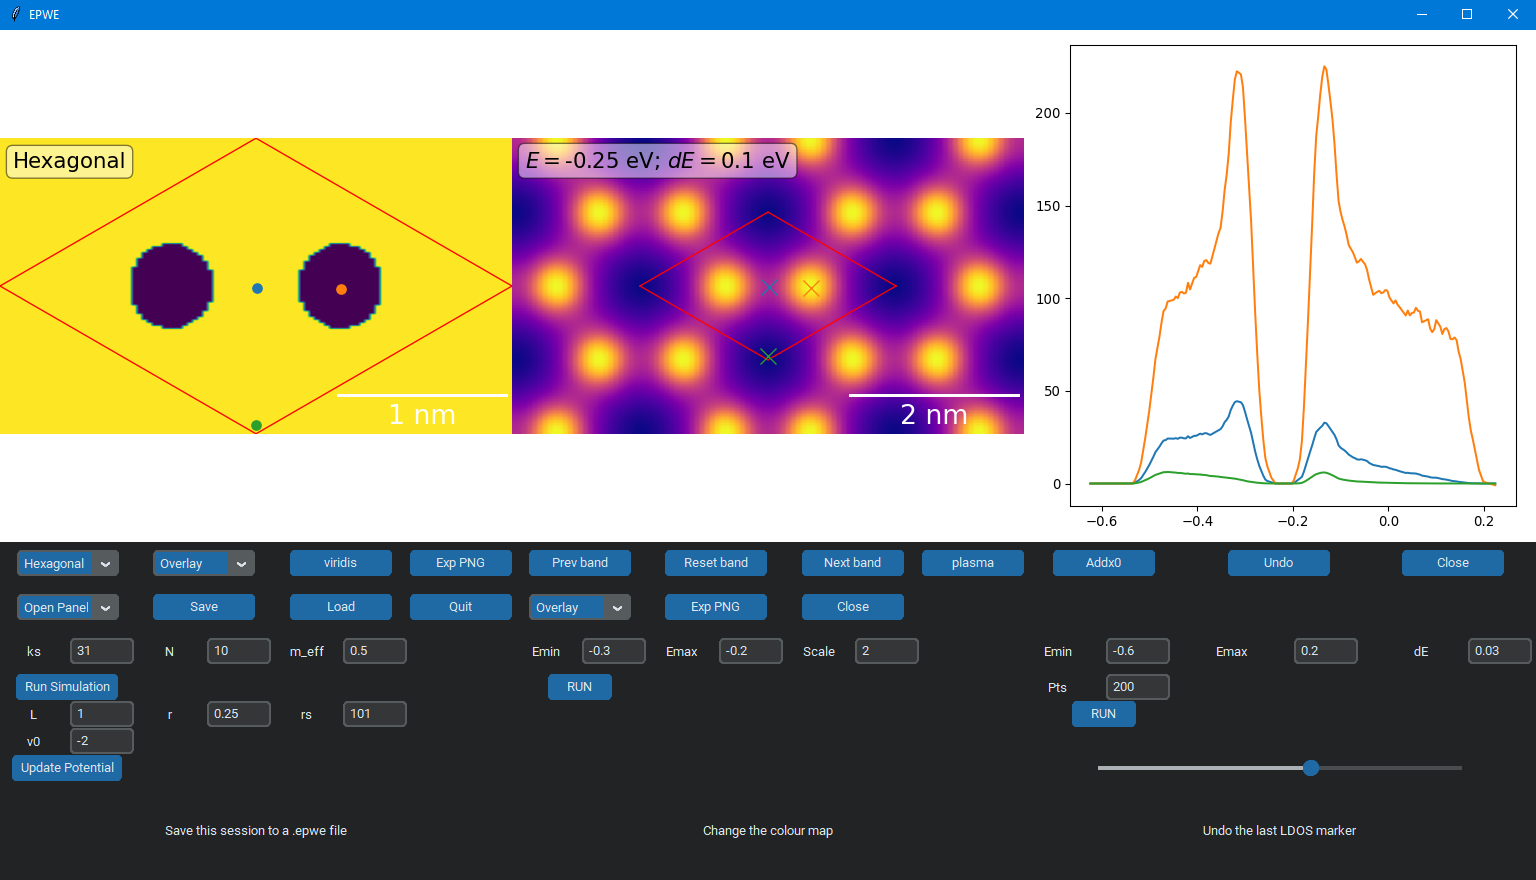 EPWE
Hexagonal
1 nm
E = -0.25 eV; dE = 0.1 eV
2 nm
200
150
100
50
0
−0.6 −0.4 −0.2 0.0 0.2
Hexagonal Overlay viridis Exp PNG Prev band Reset band Next band plasma Addx0 Undo Close
Open Panel Save Load Quit Overlay Exp PNG Close
ks 31 N 10 m_eff 0.5 Emin -0.3 Emax -0.2 Scale 2 Emin -0.6 Emax 0.2 dE 0.03
Run Simulation RUN Pts 200
L 1 r 0.25 rs 101 RUN
v0 -2
Update Potential
Save this session to a .epwe file Change the colour map Undo the last LDOS marker